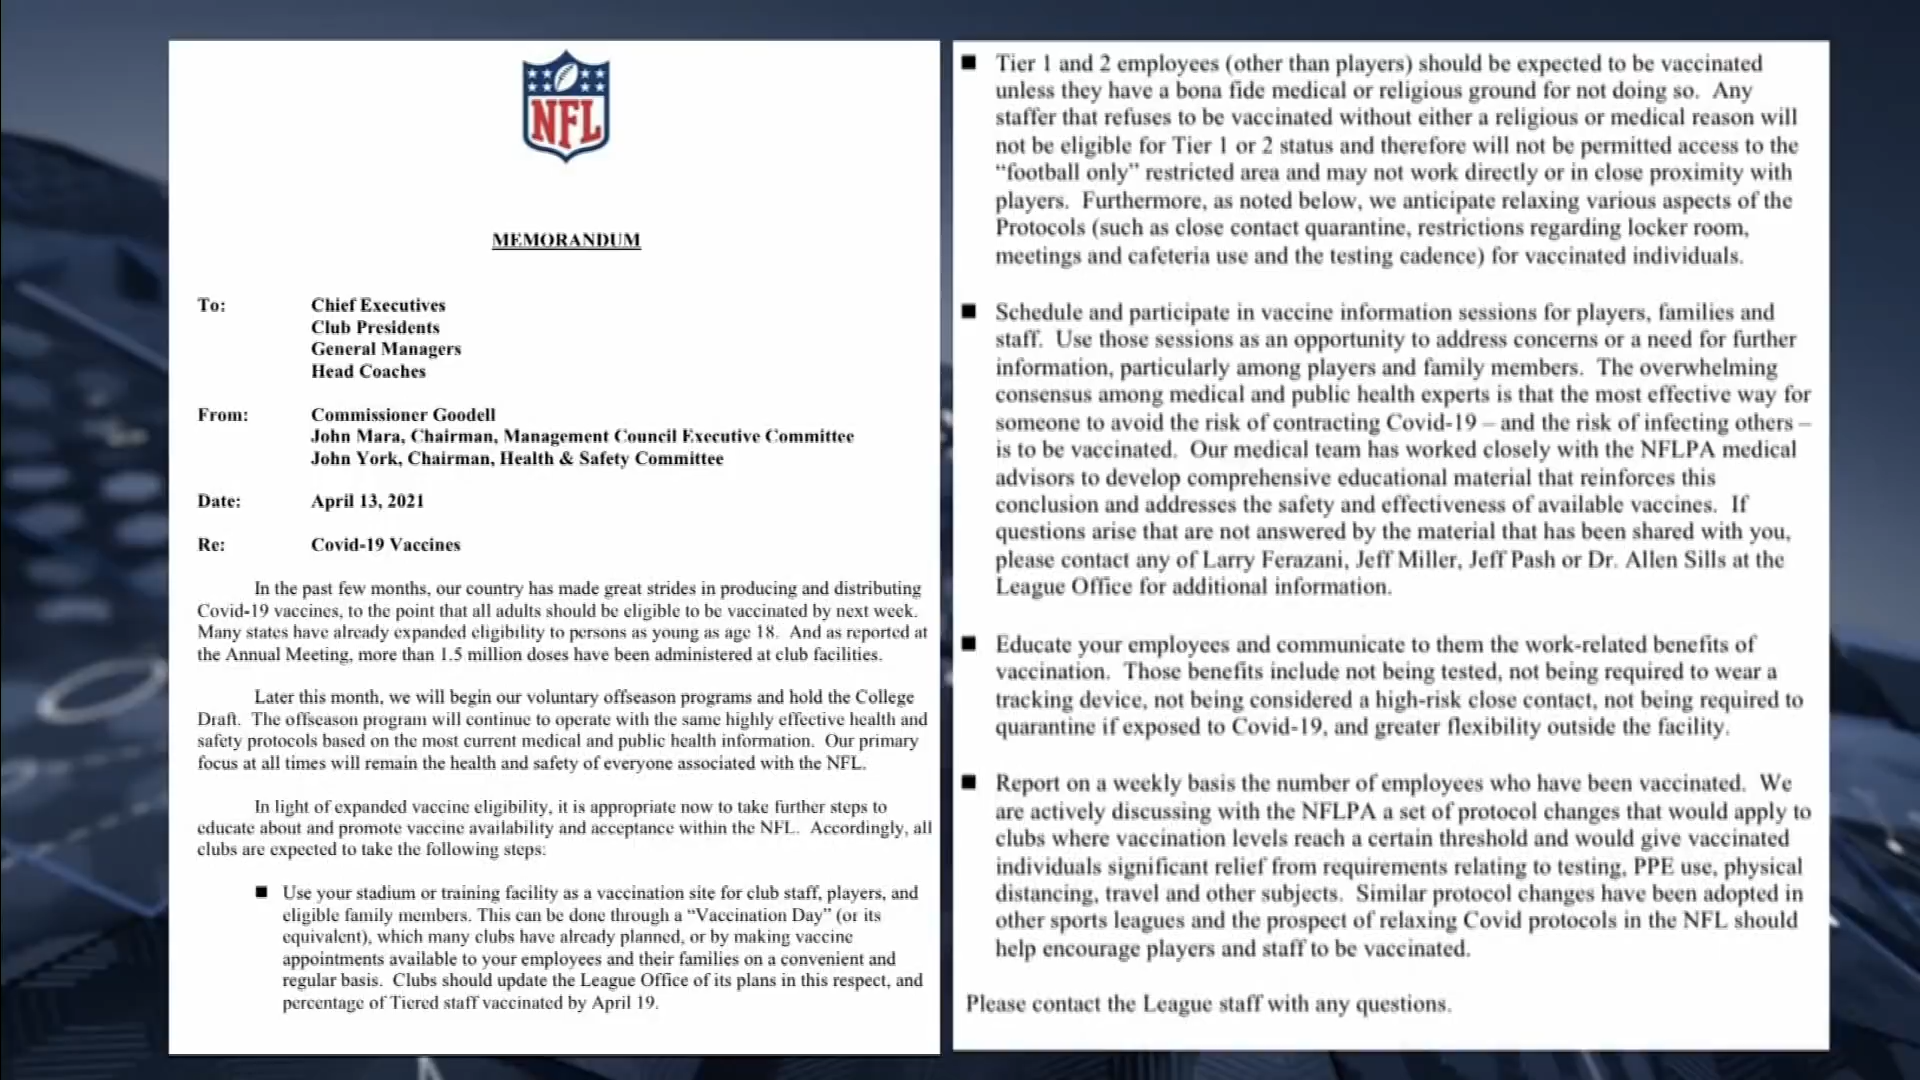 NFL
MEMORANDUM
To: Chief Executives
Club Presidents
General Managers
Head Coaches
From: Commissioner Goodell
John Mara, Chairman, Management Council Executive Committee
John York, Chairman, Health & Safety Committee
Date: April 13, 2021
Re: Covid-19 Vaccines
In the past few months, our country has made great strides in producing and distributing
Covid-19 vaccines, to the point that all adults should be eligible to be vaccinated by next week.
Many states have already expanded eligibility to persons as young as age 18. And as reported at
the Annual Meeting, more than 1.5 million doses have been administered at club facilities.
Later this month, we will begin our voluntary offseason programs and hold the College
Draft. The offseason program will continue to operate with the same highly effective health and
safety protocols based on the most current medical and public health information. Our primary
focus at all times will remain the health and safety of everyone associated with the NFL.
In light of expanded vaccine eligibility, it is appropriate now to take further steps to
educate about and promote vaccine availability and acceptance within the NFL. Accordingly, all
clubs are expected to take the following steps:
■ Use your stadium or training facility as a vaccination site for club staff, players, and
eligible family members. This can be done through a “Vaccination Day” (or its
equivalent), which many clubs have already planned, or by making vaccine
appointments available to your employees and their families on a convenient and
regular basis. Clubs should update the League Office of its plans in this respect, and
percentage of Tiered staff vaccinated by April 19.
■ Tier 1 and 2 employees (other than players) should be expected to be vaccinated
unless they have a bona fide medical or religious ground for not doing so. Any
staffer that refuses to be vaccinated without either a religious or medical reason will
not be eligible for Tier 1 or 2 status and therefore will not be permitted access to the
“football only” restricted area and may not work directly or in close proximity with
players. Furthermore, as noted below, we anticipate relaxing various aspects of the
Protocols (such as close contact quarantine, restrictions regarding locker room,
meetings and cafeteria use and the testing cadence) for vaccinated individuals.
■ Schedule and participate in vaccine information sessions for players, families and
staff. Use those sessions as an opportunity to address concerns or a need for further
information, particularly among players and family members. The overwhelming
consensus among medical and public health experts is that the most effective way for
someone to avoid the risk of contracting Covid-19 – and the risk of infecting others –
is to be vaccinated. Our medical team has worked closely with the NFLPA medical
advisors to develop comprehensive educational material that reinforces this
conclusion and addresses the safety and effectiveness of available vaccines. If
questions arise that are not answered by the material that has been shared with you,
please contact any of Larry Ferazani, Jeff Miller, Jeff Pash or Dr. Allen Sills at the
League Office for additional information.
■ Educate your employees and communicate to them the work-related benefits of
vaccination. Those benefits include not being tested, not being required to wear a
tracking device, not being considered a high-risk close contact, not being required to
quarantine if exposed to Covid-19, and greater flexibility outside the facility.
■ Report on a weekly basis the number of employees who have been vaccinated. We
are actively discussing with the NFLPA a set of protocol changes that would apply to
clubs where vaccination levels reach a certain threshold and would give vaccinated
individuals significant relief from requirements relating to testing, PPE use, physical
distancing, travel and other subjects. Similar protocol changes have been adopted in
other sports leagues and the prospect of relaxing Covid protocols in the NFL should
help encourage players and staff to be vaccinated.
Please contact the League staff with any questions.